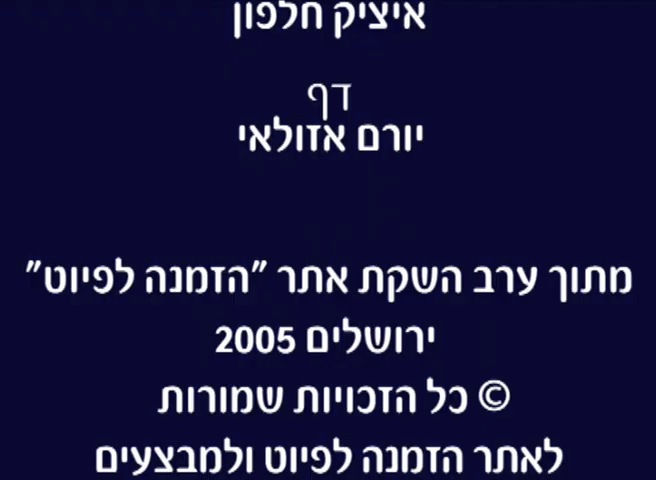 איציק חלפון
דף
יורם אזולאי
מתוך ערב השקת אתר "הזמנה לפיוט"
ירושלים 2005
© כל הזכויות שמורות
לאתר הזמנה לפיוט ולמבצעים